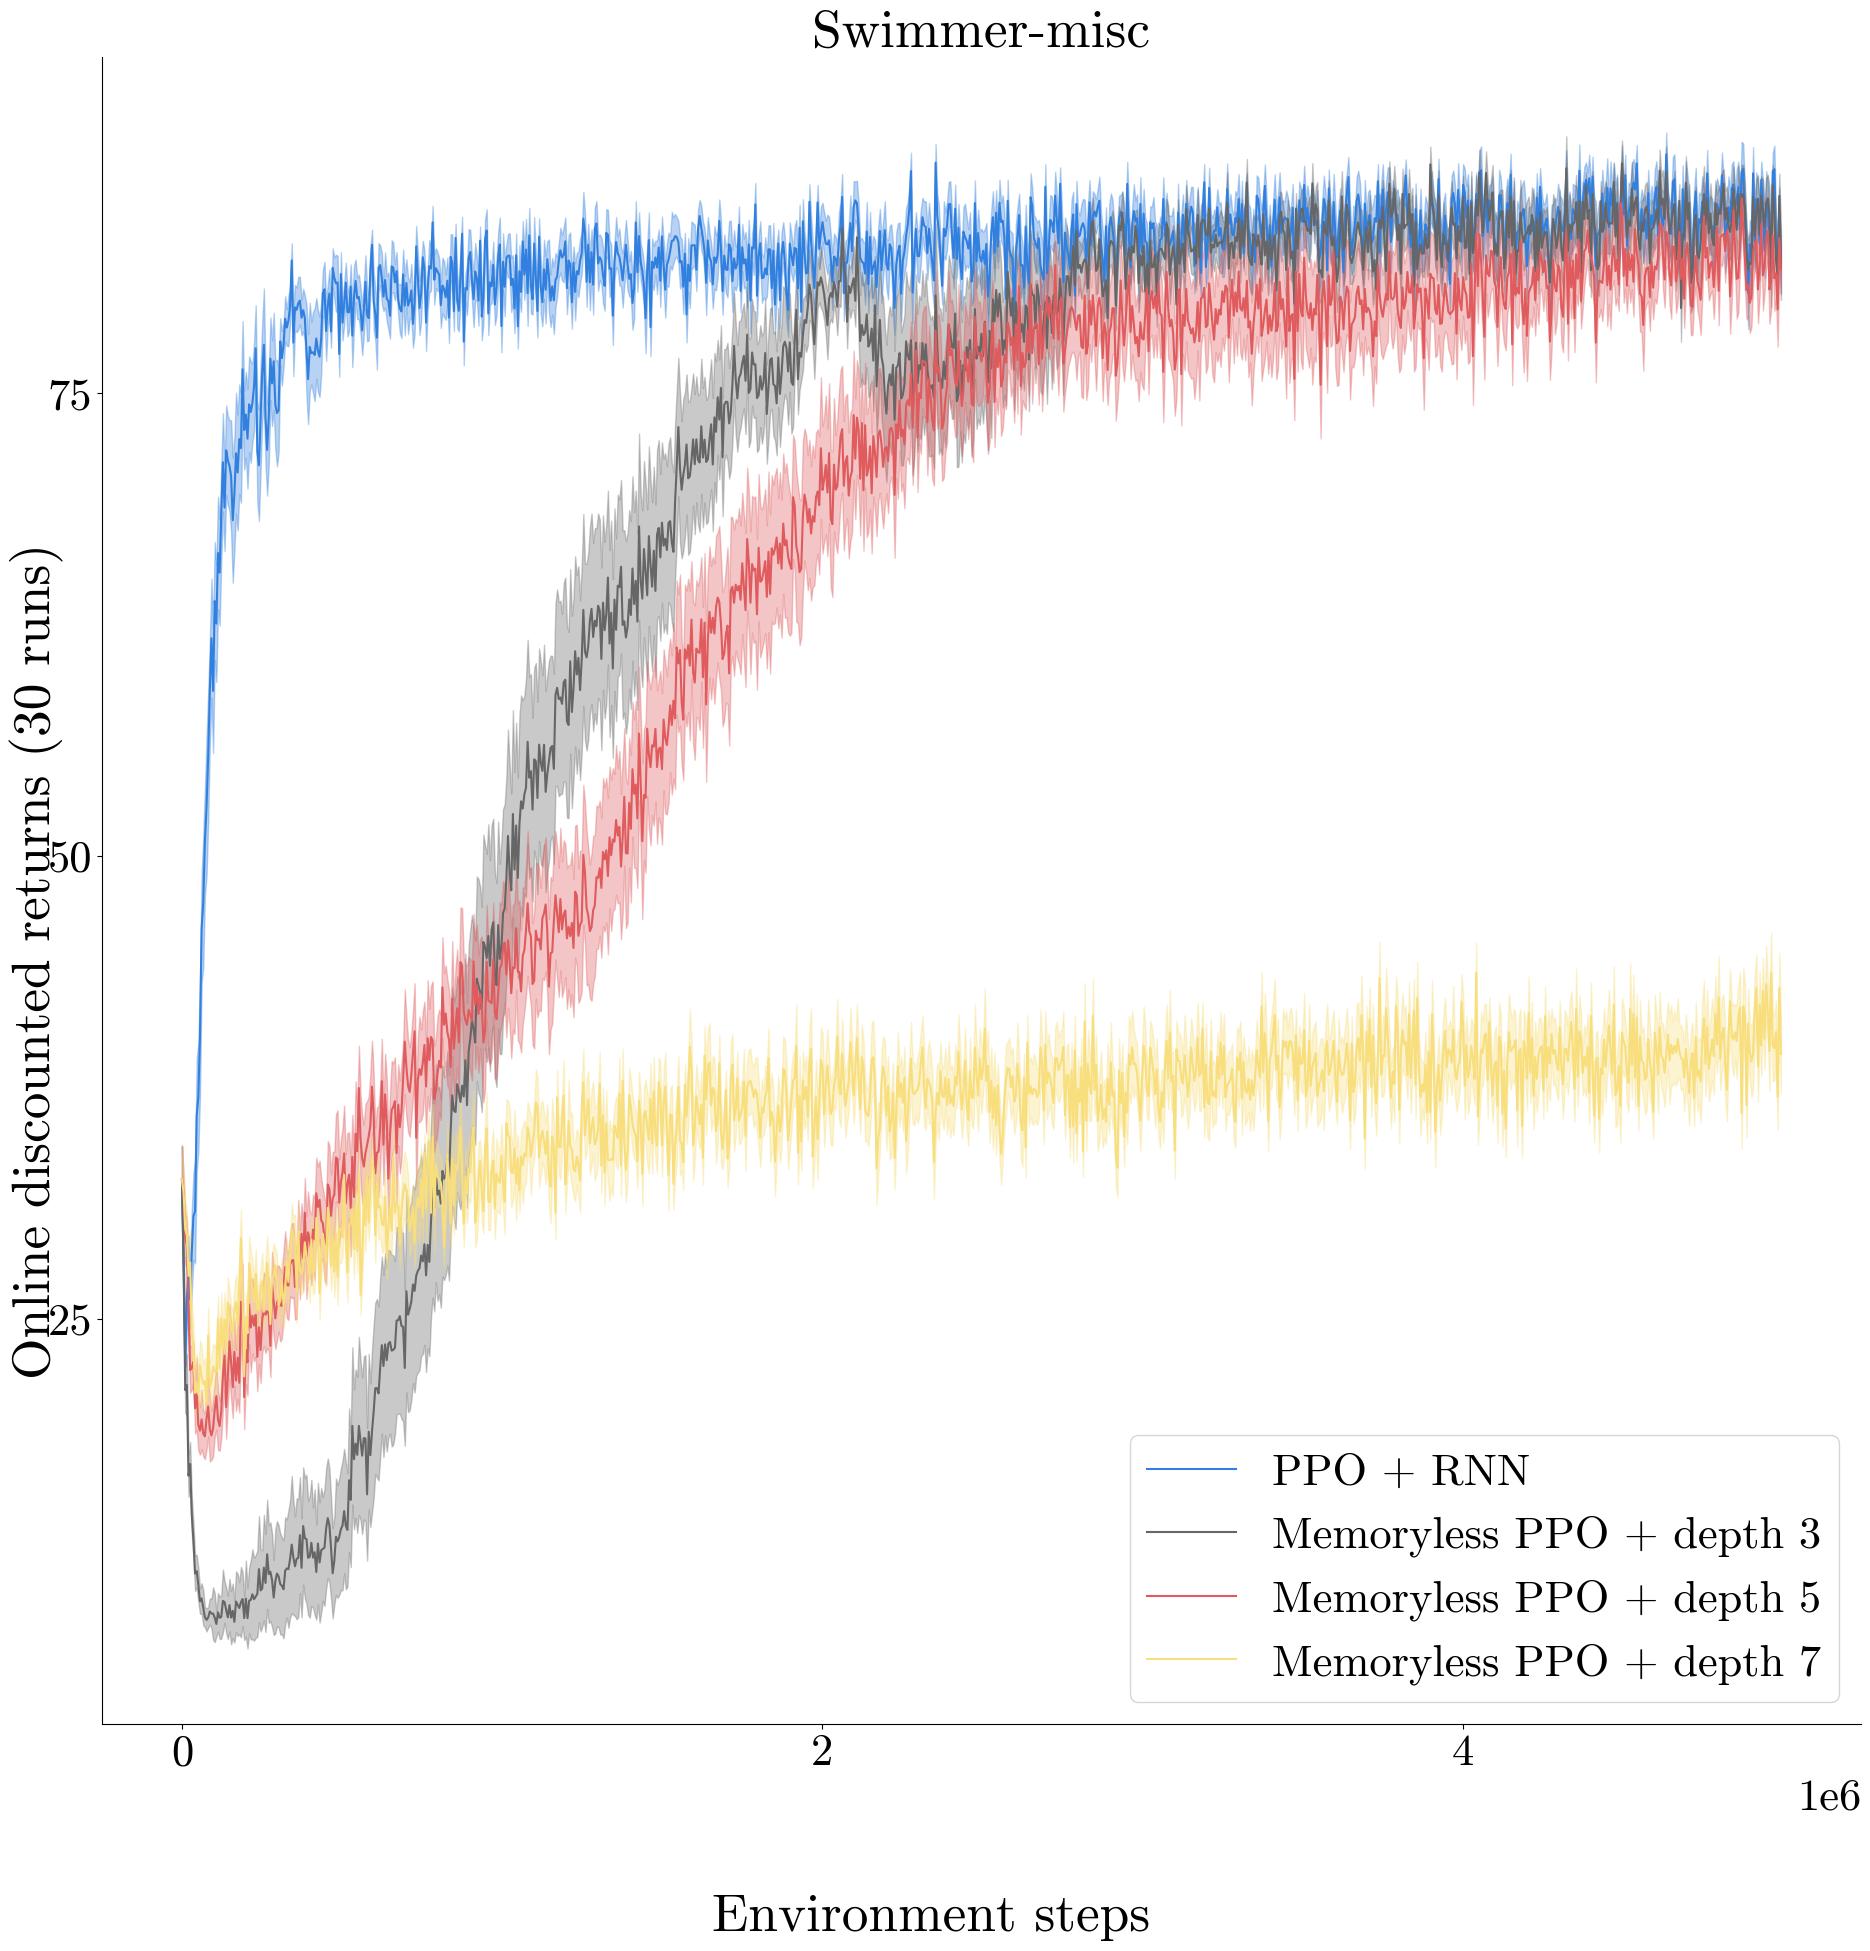 Swimmer-misc
Online discounted returns (30 runs)
75
50
25
PPO + RNN
Memoryless PPO + depth 3
Memoryless PPO + depth 5
Memoryless PPO + depth 7
0 2 4
1e6
Environment steps